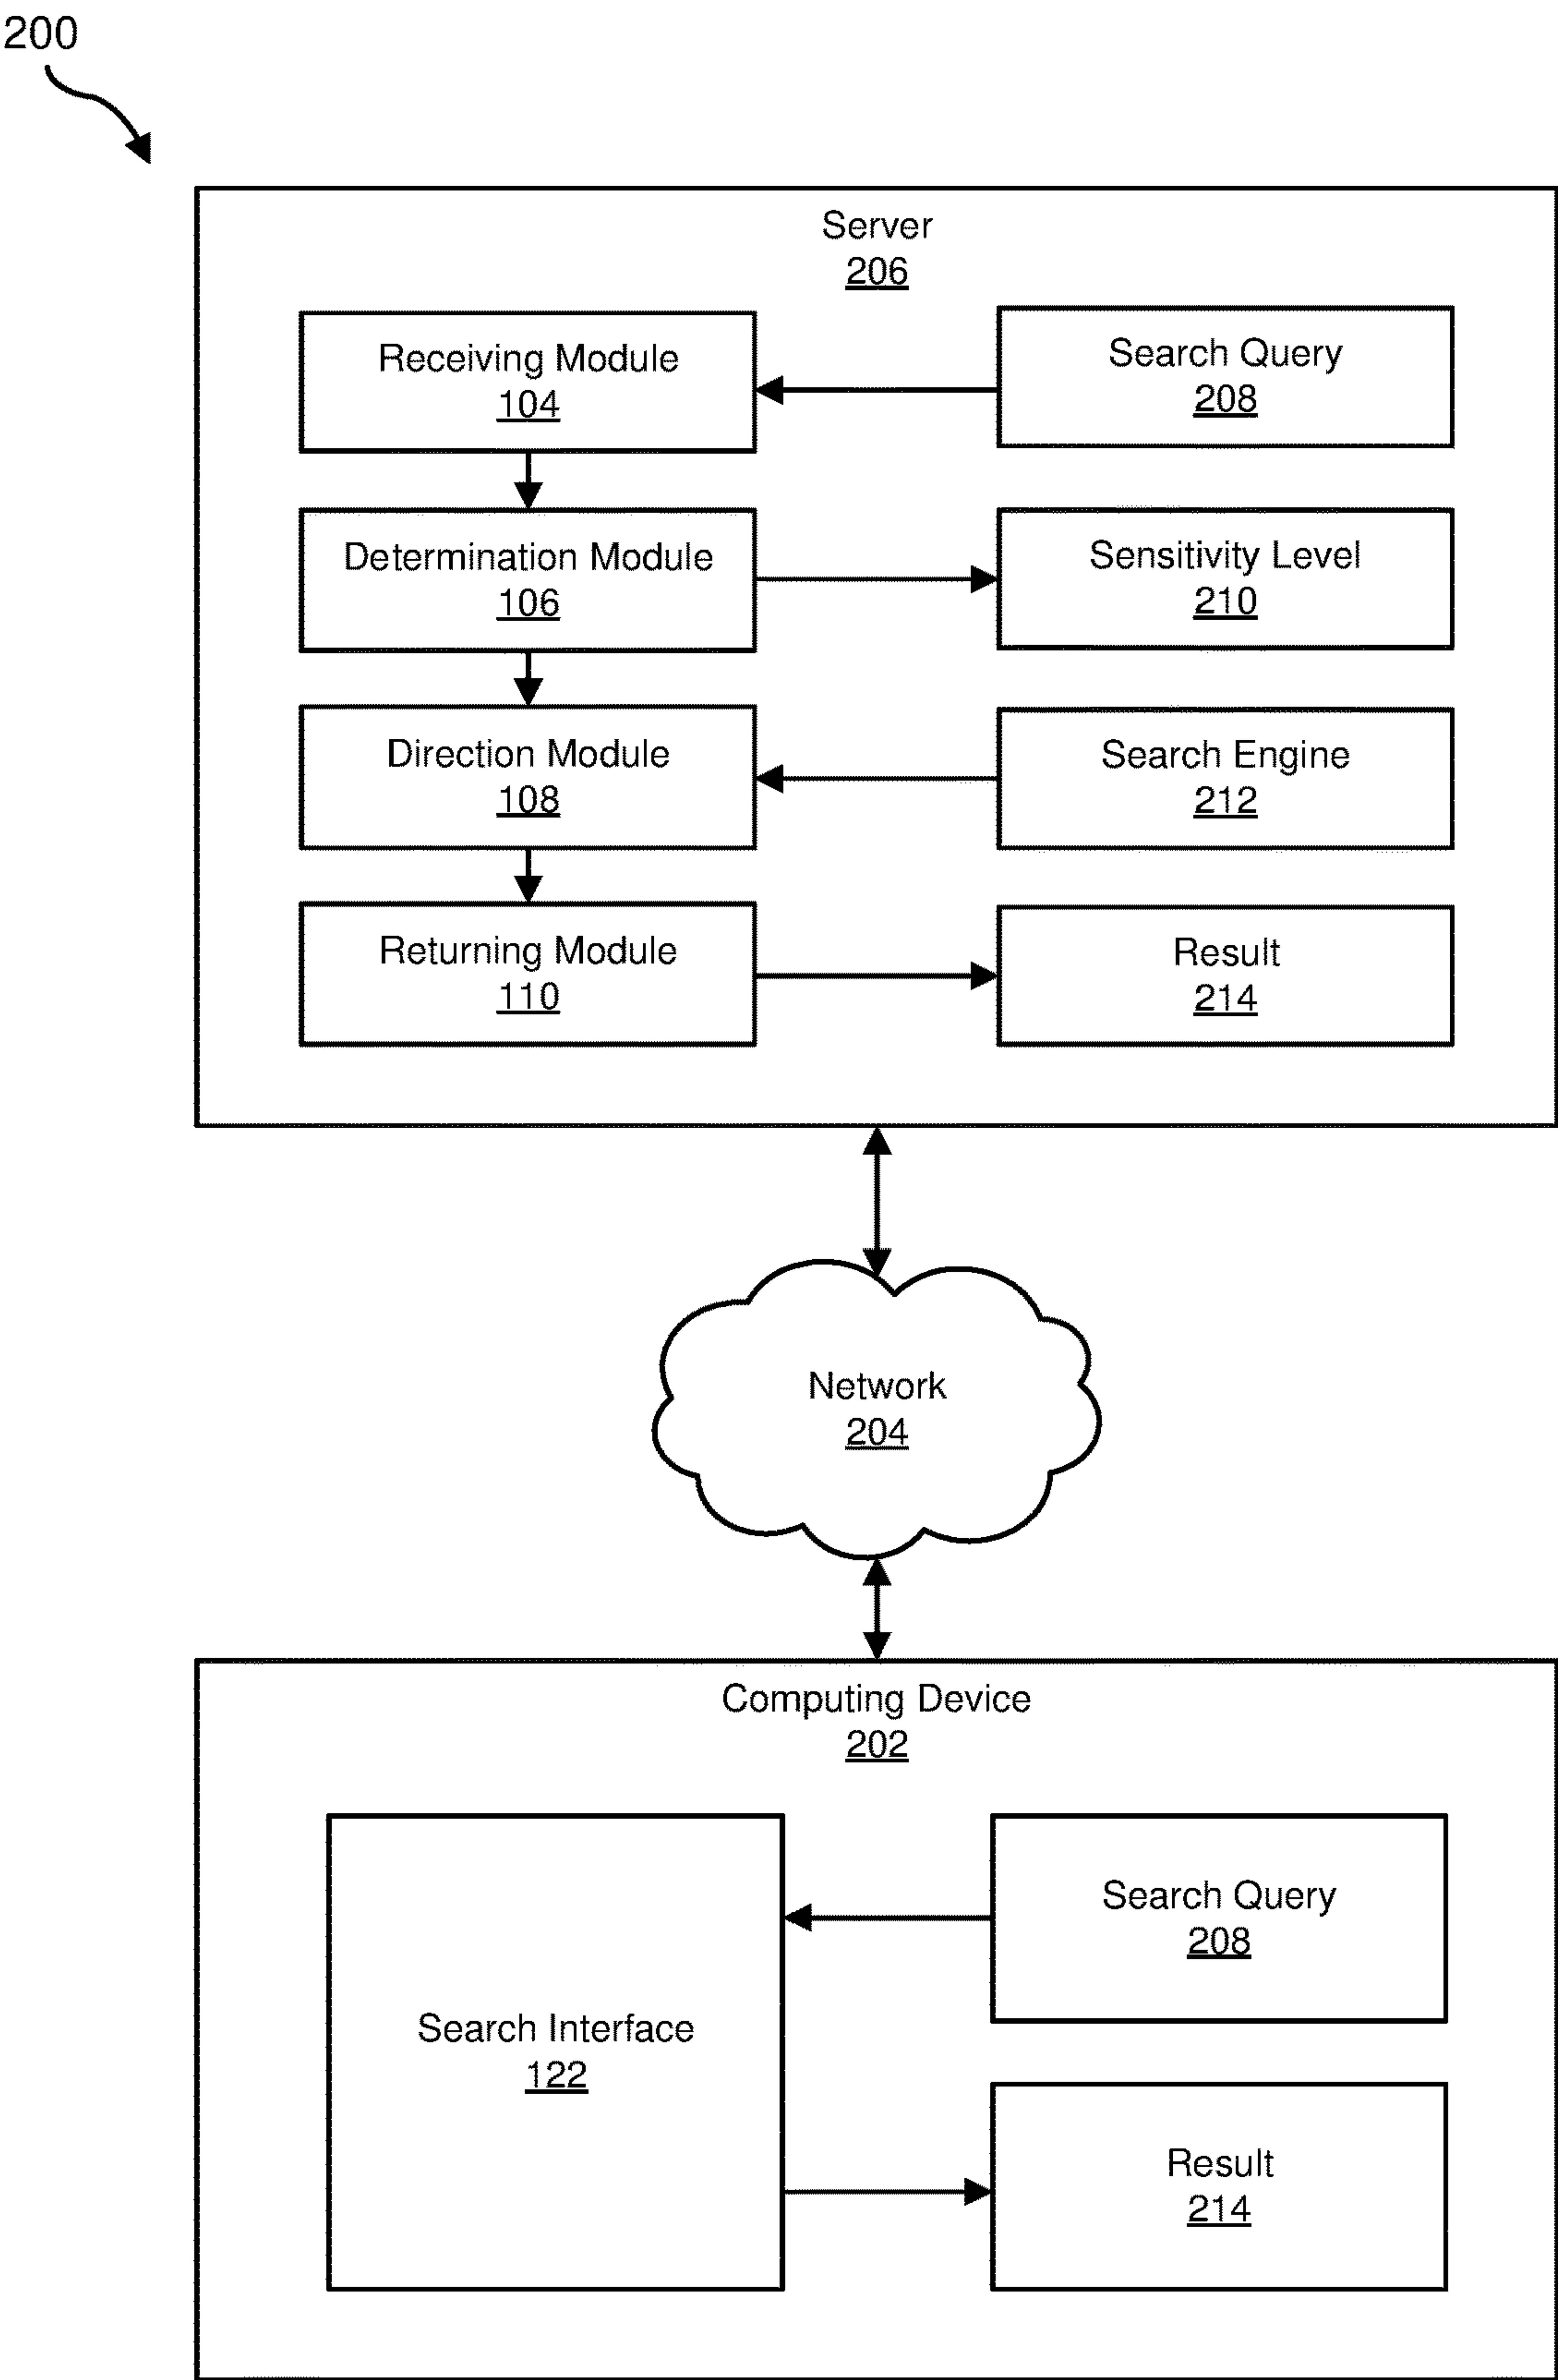 200
Server
206
Receiving Module
104
Search Query
208
Determination Module
106
Sensitivity Level
210
Direction Module
108
Search Engine
212
Returning Module
110
Result
214
Network
204
Computing Device
202
Search Interface
122
Search Query
208
Result
214